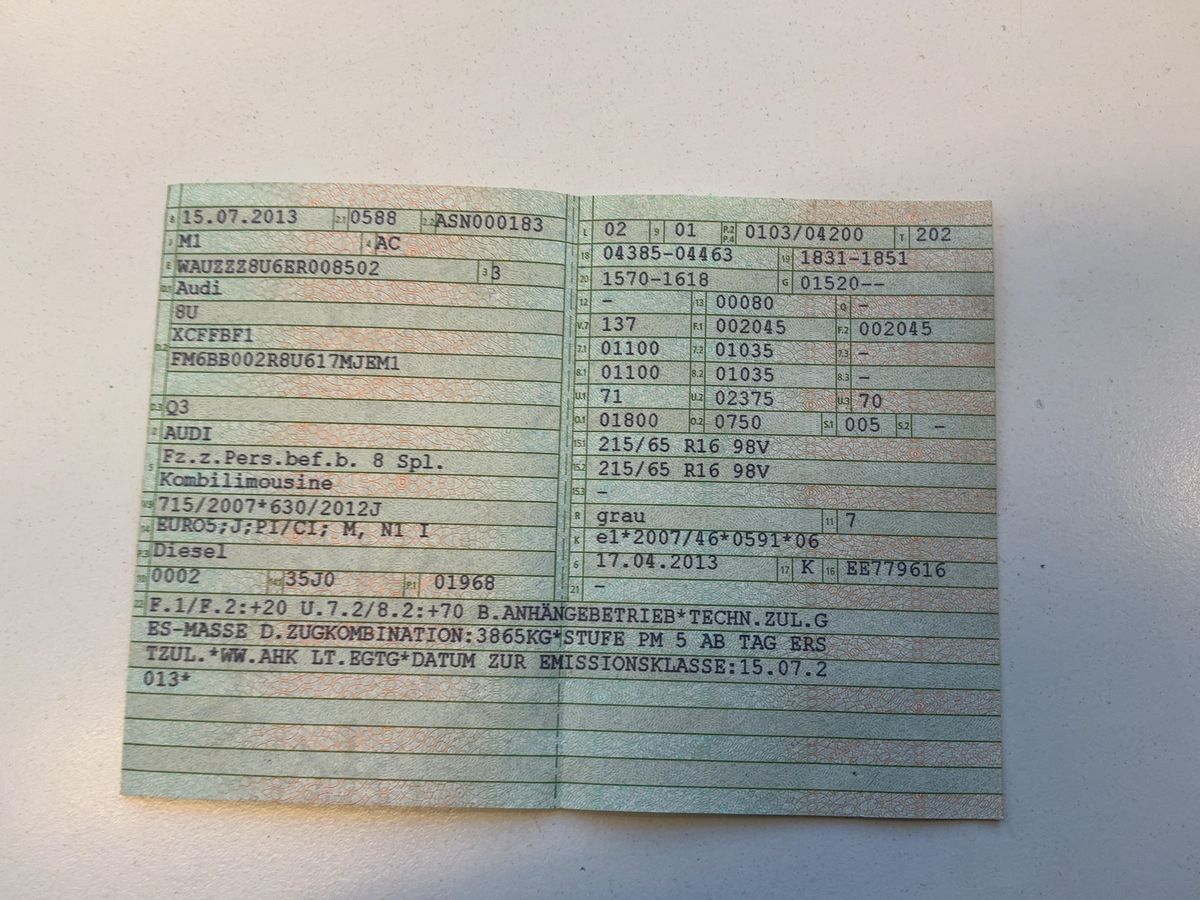 B 15.07.2013 2.1 0588 2.2 ASN000183
J M1 4 AC
E WAUZZZ8U6ER008502 3 3
D.1 Audi
8U
D.2 XCFFBF1
FM6BB002R8U617MJEM1
D.3 Q3
2 AUDI
5 Fz.z.Pers.bef.b. 8 Spl.
Kombilimousine
V.9 715/2007*630/2012J
14 EURO5;J;PI/CI; M, N1 I
P.3 Diesel
10 0002 14.1 35J0 P.1 01968
L 02 9 01 P.2 P.4 0103/04200 T 202
18 04385-04463 19 1831-1851
20 1570-1618 G 01520--
12 - 13 00080 Q -
V.7 137 F.1 002045 F.2 002045
7.1 01100 7.2 01035 7.3 -
8.1 01100 8.2 01035 8.3 -
U.1 71 U.2 02375 U.3 70
O.1 01800 O.2 0750 S.1 005 S.2 -
15.1 215/65 R16 98V
15.2 215/65 R16 98V
15.3 -
R grau 11 7
K e1*2007/46*0591*06
6 17.04.2013 17 K 16 EE779616
21 -
22 F.1/F.2:+20 U.7.2/8.2:+70 B.ANHÄNGEBETRIEB*TECHN.ZUL.G
ES-MASSE D.ZUGKOMBINATION:3865KG*STUFE PM 5 AB TAG ERS
TZUL.*WW.AHK LT.EGTG*DATUM ZUR EMISSIONSKLASSE:15.07.2
013*